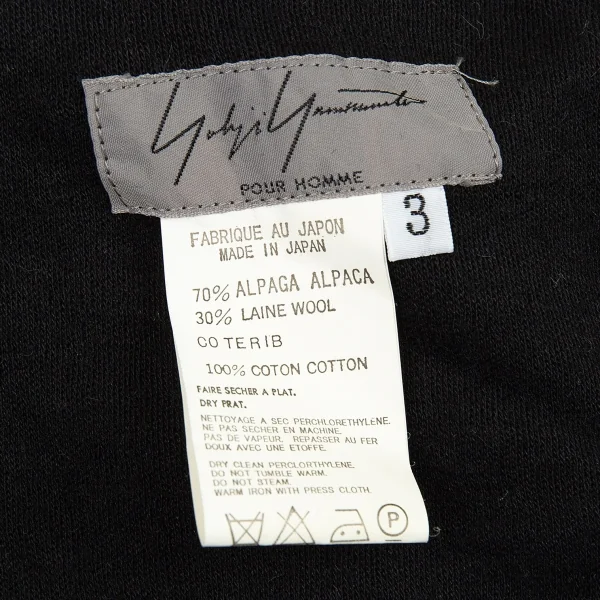 Yohji Yamamoto
POUR HOMME
3
FABRIQUE AU JAPON
MADE IN JAPAN
70% ALPAGA ALPACA
30% LAINE WOOL
CO TERIB
100% COTON COTTON
FAIRE SECHER A PLAT.
DRY PRAT.
NETTOYAGE A SEC PERCHLORETHYLENE.
NE PAS SECHER EN MACHINE.
PAS DE VAPEUR. REPASSER AU FER
DOUX AVEC UNE ETOFFE.
DRY CLEAN PERCLORTHYLENE.
DO NOT TUMBLE WARM.
DO NOT STEAM.
WARM IRON WITH PRESS CLOTH.
P